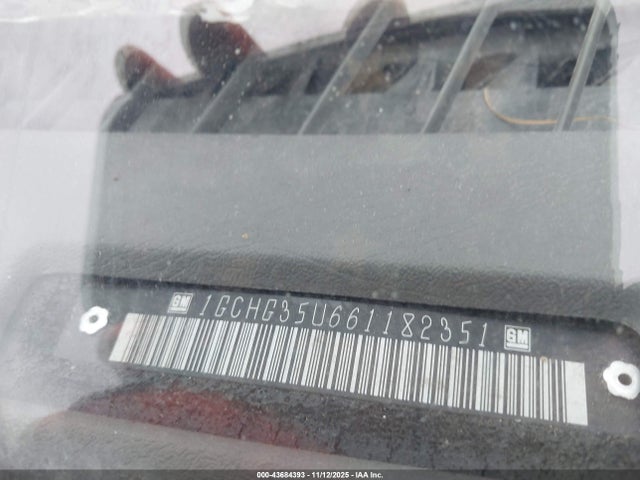 GM 1GCHG35U661182351 GM
000-43684393 - 11/12/2025 - IAA Inc.